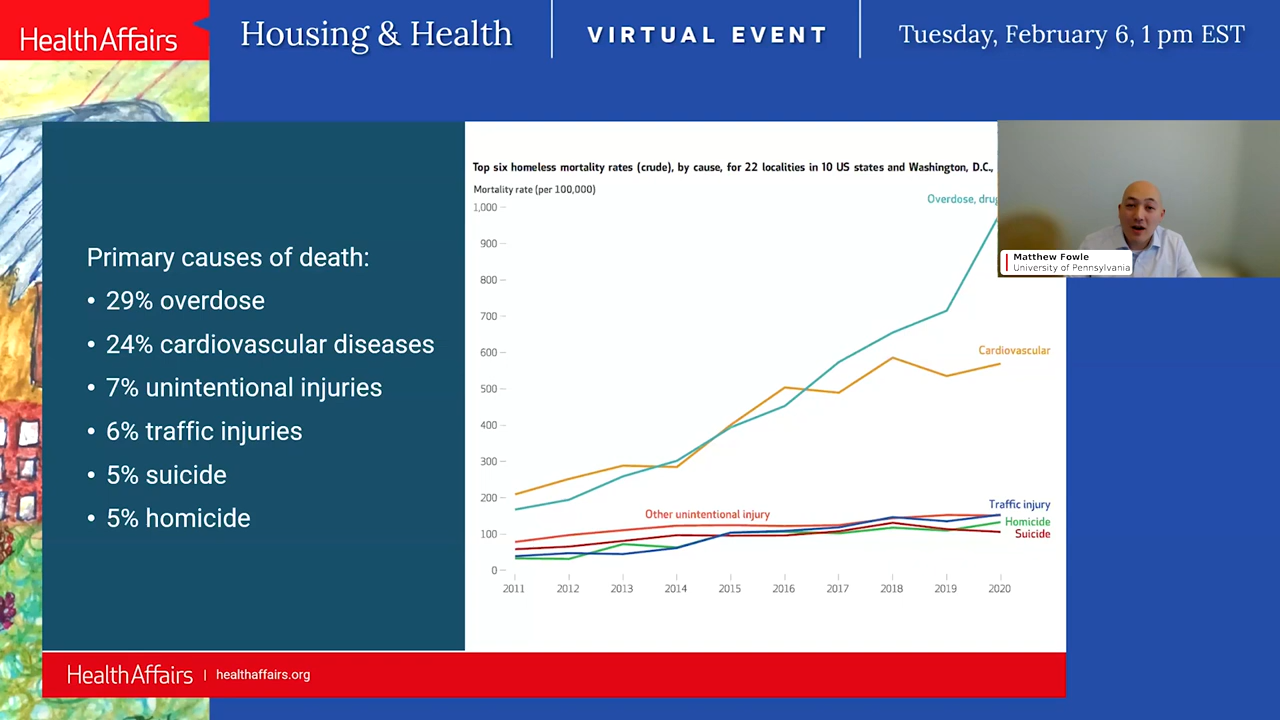 HealthAffairs
Housing & Health
VIRTUAL EVENT
Tuesday, February 6, 1 pm EST
Primary causes of death:
• 29% overdose
• 24% cardiovascular diseases
• 7% unintentional injuries
• 6% traffic injuries
• 5% suicide
• 5% homicide
Top six homeless mortality rates (crude), by cause, for 22 localities in 10 US states and Washington, D.C.,
Mortality rate (per 100,000)
1,000
900
800
700
600
500
400
300
200
100
0
2011 2012 2013 2014 2015 2016 2017 2018 2019 2020
Overdose,
Cardiovascular
Other unintentional injury
Traffic injury
Homicide
Suicide
Matthew Fowle
University of Pennsylvania
HealthAffairs | healthaffairs.org